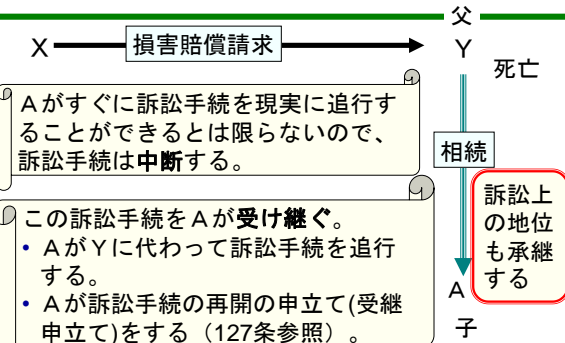 父
X 損害賠償請求 Y
死亡
Aがすぐに訴訟手続を現実に追行す
ることができるとは限らないので、
訴訟手続は中断する。
相続
訴訟上
の地位
も承継
する
この訴訟手続をAが受け継ぐ。
• AがYに代わって訴訟手続を追行
する。
• Aが訴訟手続の再開の申立て(受継
申立て)をする（127条参照）。
A
子